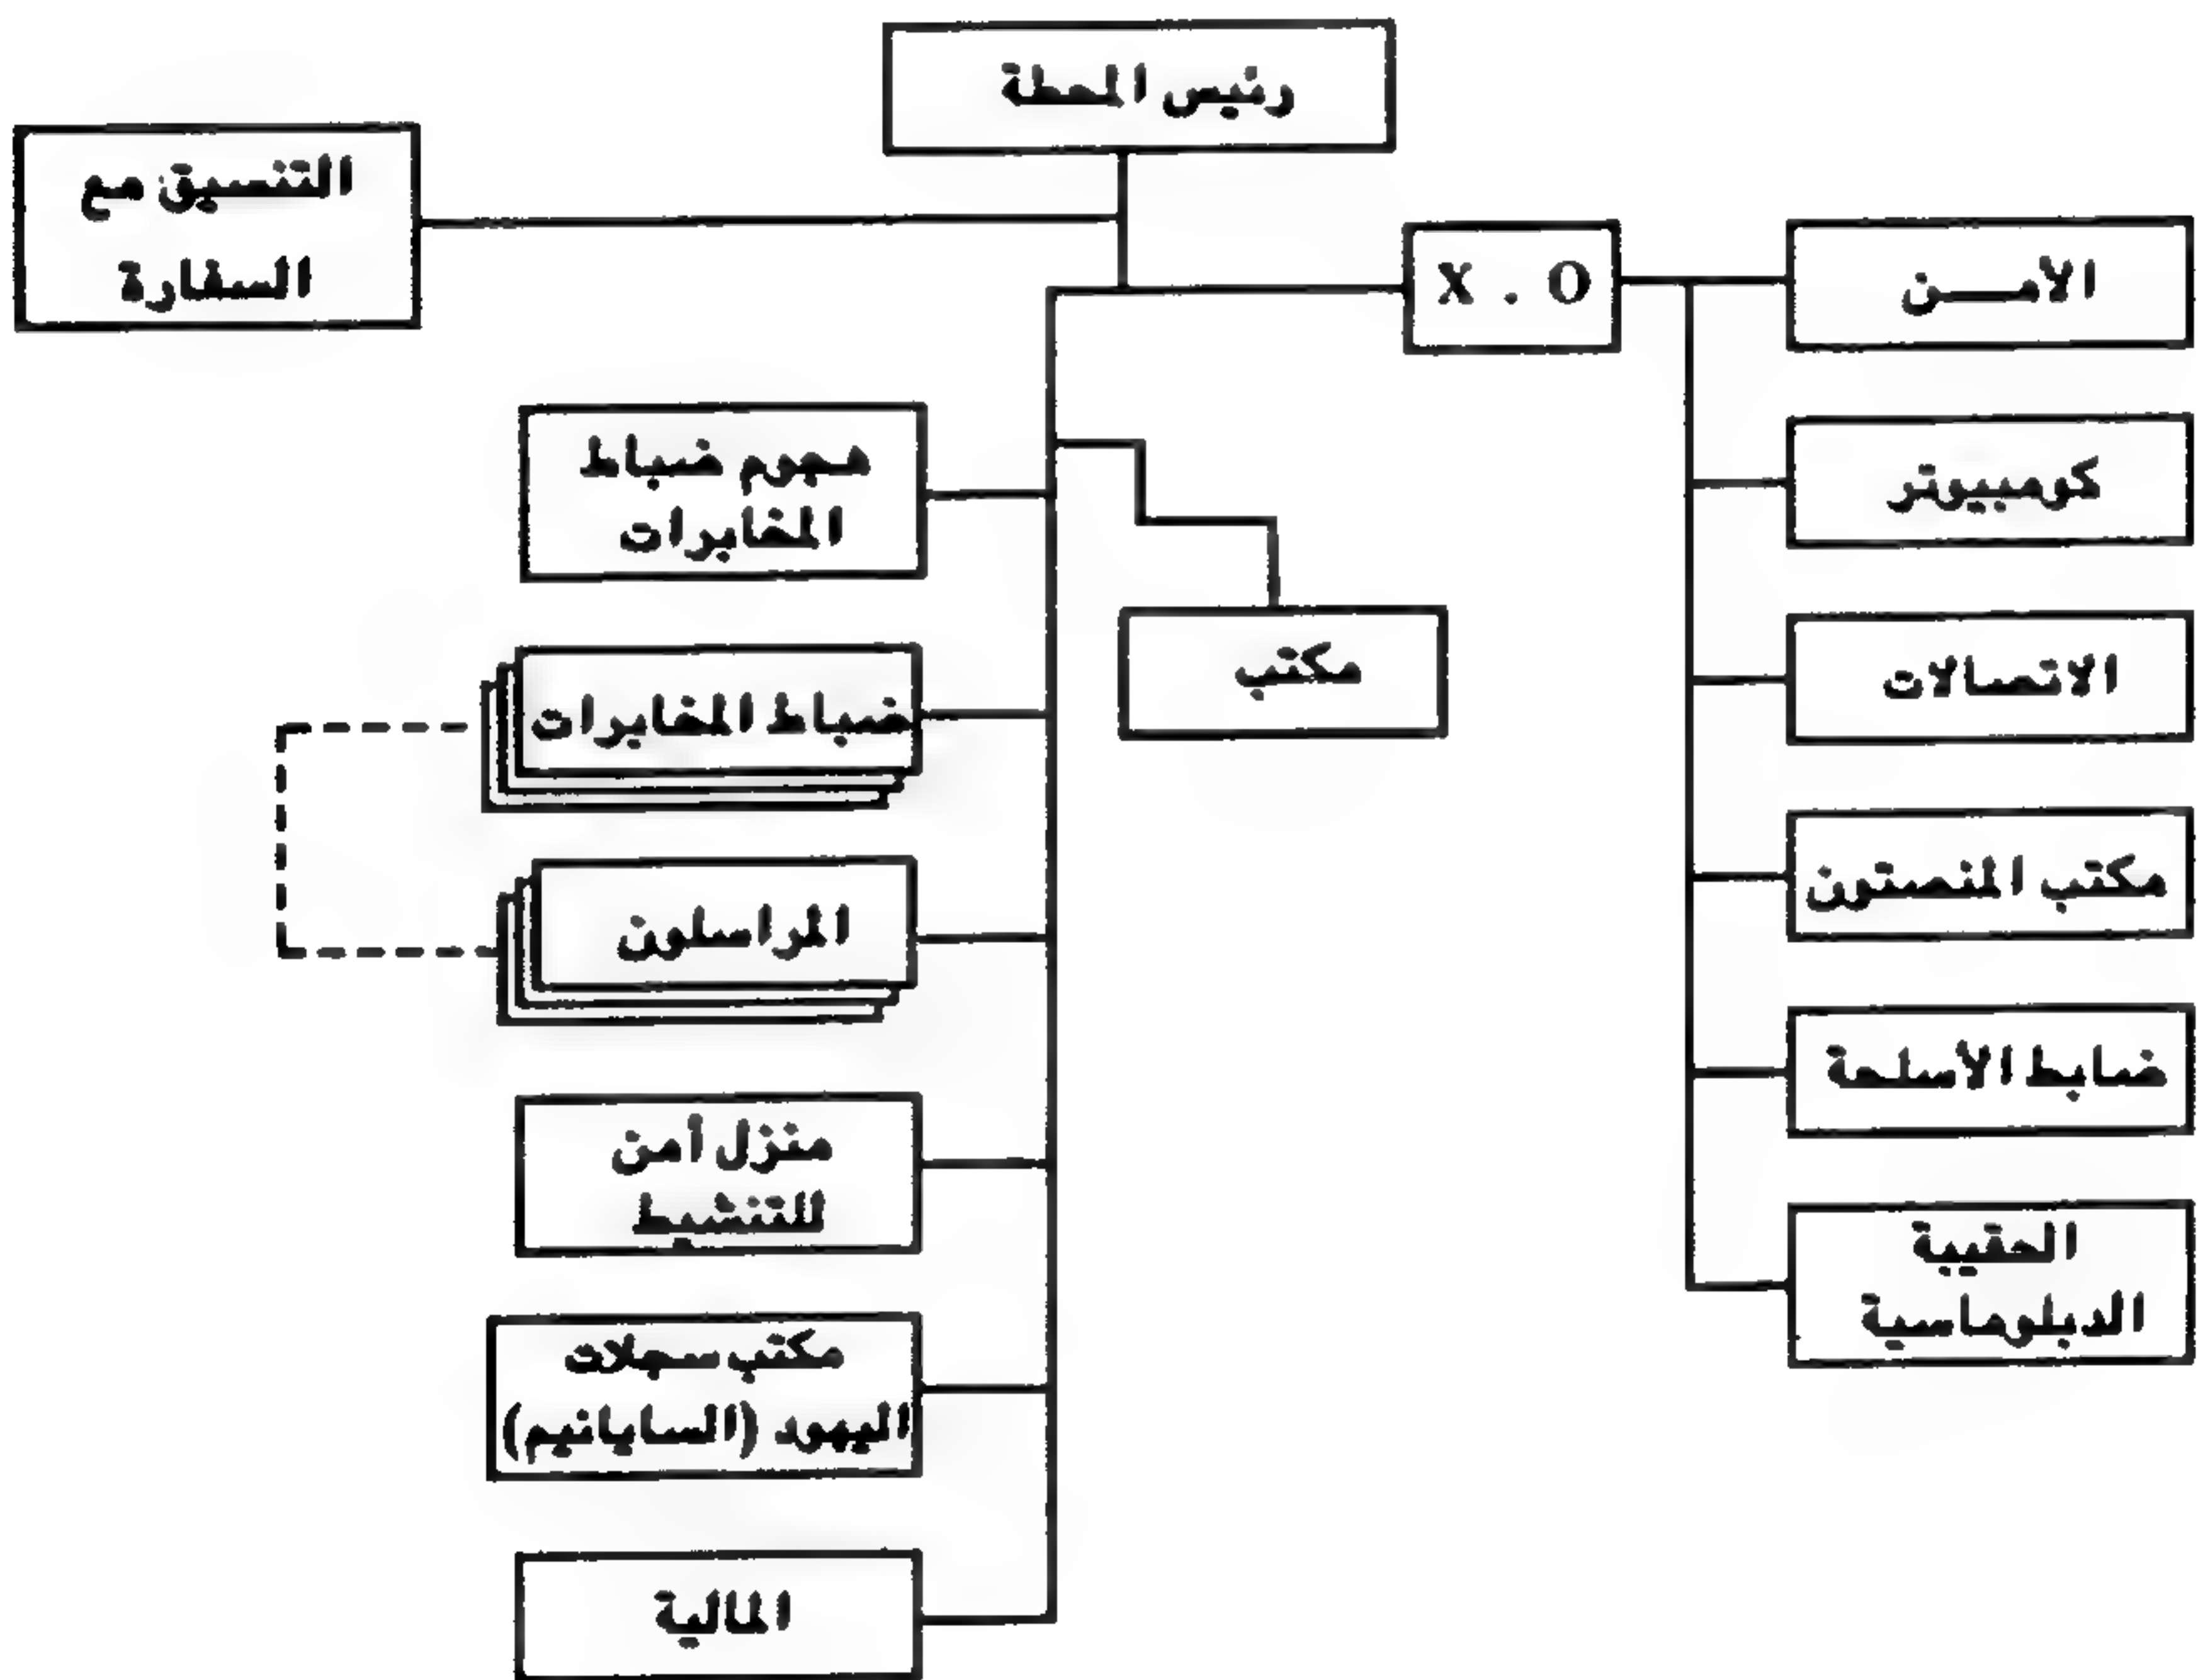 رئيس المحطة
التنسيق مع
السفارة
X . O
الأمــن
كومبيوتر
الاتصالات
مكتب المنصتون
ضابط الأسلحة
الحقيبة
الدبلوماسية
هجوم ضباط
المخابرات
مكتب
ضباط المخابرات
المراسلون
منزل أمن
للتنشيط
مكتب سجلات
اليهود (السايانيم)
المالية